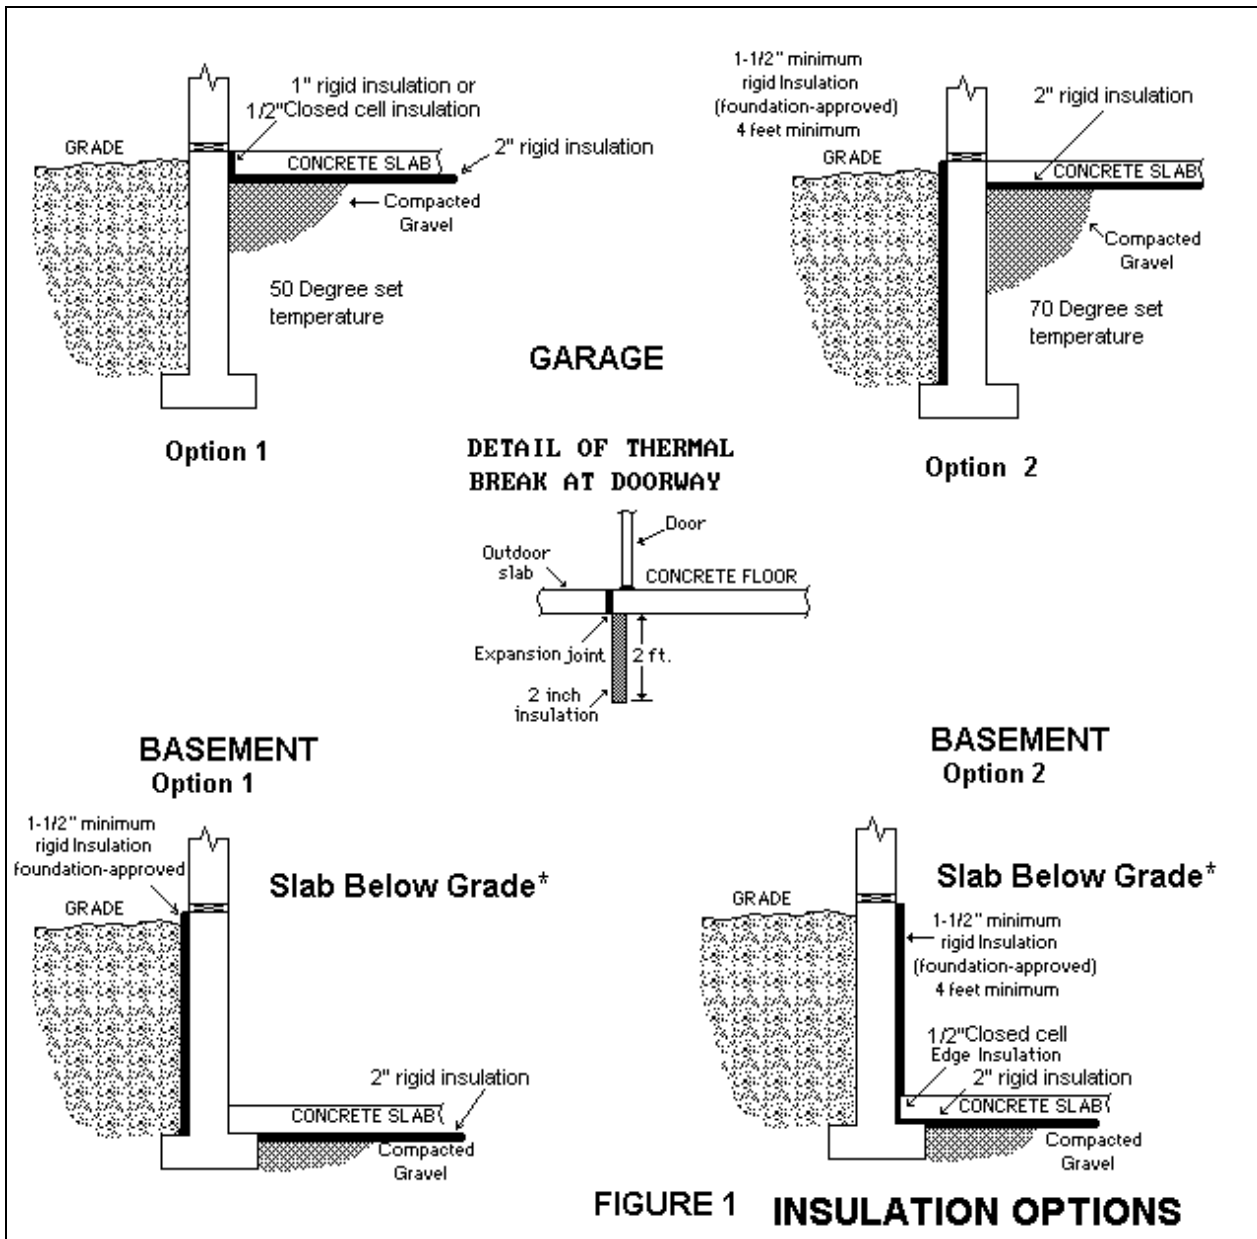 1" rigid insulation or
1/2"Closed cell insulation
GRADE
CONCRETE SLAB
2" rigid insulation
Compacted
Gravel
50 Degree set
temperature
Option 1
GARAGE
1-1/2" minimum
rigid Insulation
(foundation-approved)
4 feet minimum
2" rigid insulation
GRADE
CONCRETE SLAB
Compacted
Gravel
70 Degree set
temperature
Option 2
DETAIL OF THERMAL
BREAK AT DOORWAY
Door
Outdoor
slab
CONCRETE FLOOR
Expansion joint
2 ft.
2 inch
insulation
BASEMENT
Option 1
1-1/2" minimum
rigid Insulation
foundation-approved)
Slab Below Grade*
GRADE
2" rigid insulation
CONCRETE SLAB
Compacted
Gravel
BASEMENT
Option 2
Slab Below Grade*
GRADE
1-1/2" minimum
rigid Insulation
(foundation-approved)
4 feet minimum
1/2"Closed cell
Edge Insulation
2" rigid insulation
CONCRETE SLAB
Compacted
Gravel
FIGURE 1 INSULATION OPTIONS